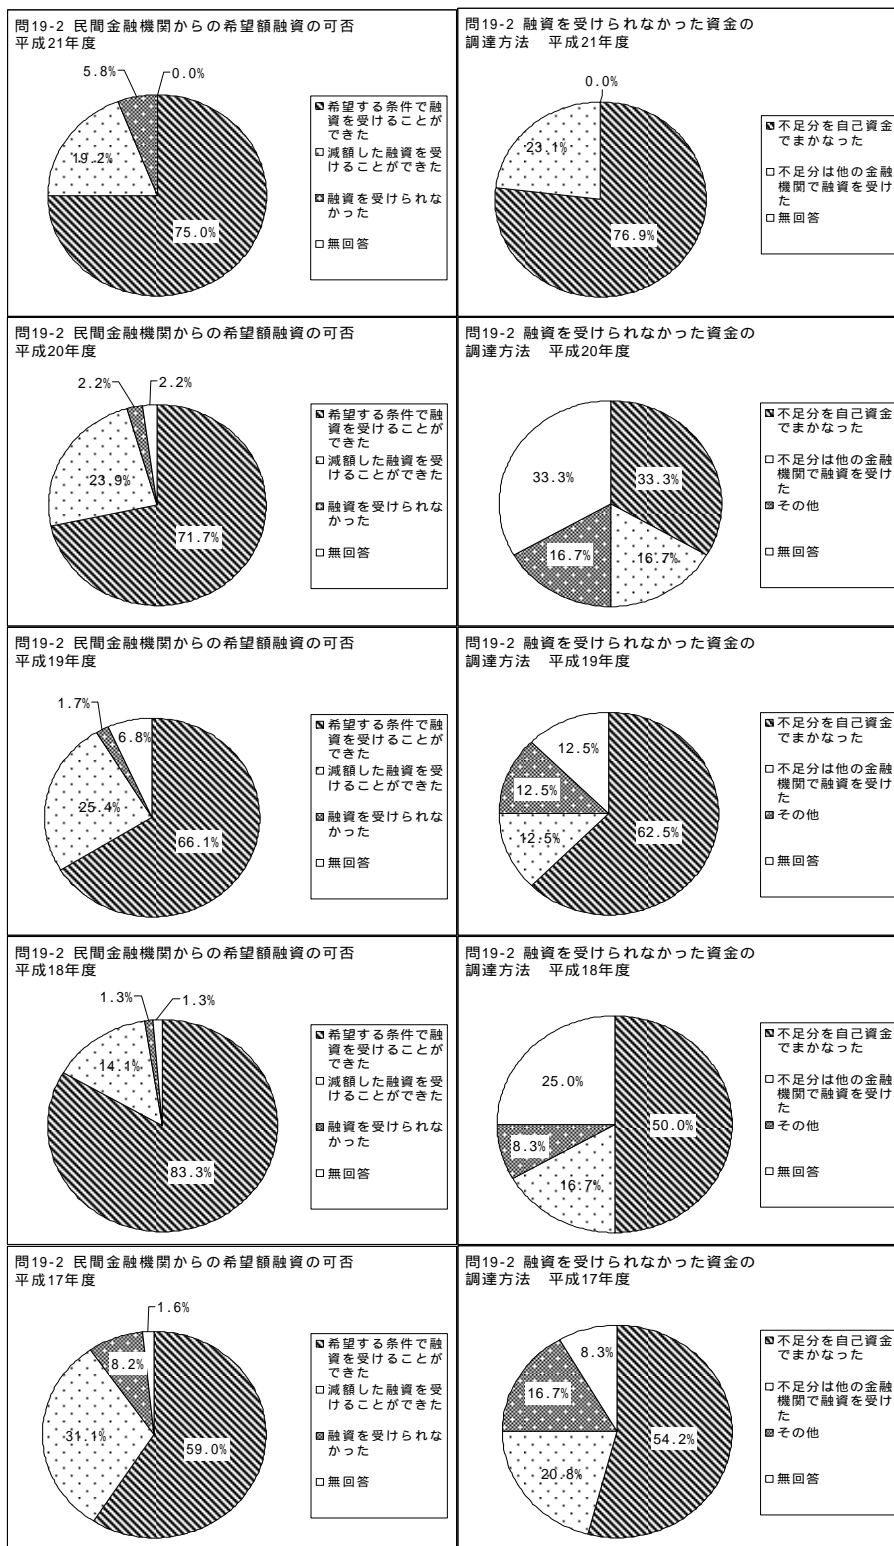 問19-2 民間金融機関からの希望額融資の可否
平成21年度
5.8%
0.0%
19.2%
75.0%
希望する条件で融
資を受けることが
できた
減額した融資を受
けることができた
融資を受けられな
かった
無回答
問19-2 融資を受けられなかった資金の
調達方法　平成21年度
0.0%
23.1%
76.9%
不足分を自己資金
でまかなった
不足分は他の金融
機関で融資を受け
た
無回答
問19-2 民間金融機関からの希望額融資の可否
平成20年度
2.2%
2.2%
23.9%
71.7%
希望する条件で融
資を受けることが
できた
減額した融資を受
けることができた
融資を受けられな
かった
無回答
問19-2 融資を受けられなかった資金の
調達方法　平成20年度
33.3%
33.3%
16.7%
16.7%
不足分を自己資金
でまかなった
不足分は他の金融
機関で融資を受け
た
その他
無回答
問19-2 民間金融機関からの希望額融資の可否
平成19年度
1.7%
6.8%
25.4%
66.1%
希望する条件で融
資を受けることが
できた
減額した融資を受
けることができた
融資を受けられな
かった
無回答
問19-2 融資を受けられなかった資金の
調達方法　平成19年度
12.5%
12.5%
12.5%
62.5%
不足分を自己資金
でまかなった
不足分は他の金融
機関で融資を受け
た
その他
無回答
問19-2 民間金融機関からの希望額融資の可否
平成18年度
1.3%
1.3%
14.1%
83.3%
希望する条件で融
資を受けることが
できた
減額した融資を受
けることができた
融資を受けられな
かった
無回答
問19-2 融資を受けられなかった資金の
調達方法　平成18年度
25.0%
50.0%
8.3%
16.7%
不足分を自己資金
でまかなった
不足分は他の金融
機関で融資を受け
た
その他
無回答
問19-2 民間金融機関からの希望額融資の可否
平成17年度
1.6%
8.2%
31.1%
59.0%
希望する条件で融
資を受けることが
できた
減額した融資を受
けることができた
融資を受けられな
かった
無回答
問19-2 融資を受けられなかった資金の
調達方法　平成17年度
8.3%
16.7%
54.2%
20.8%
不足分を自己資金
でまかなった
不足分は他の金融
機関で融資を受け
た
その他
無回答